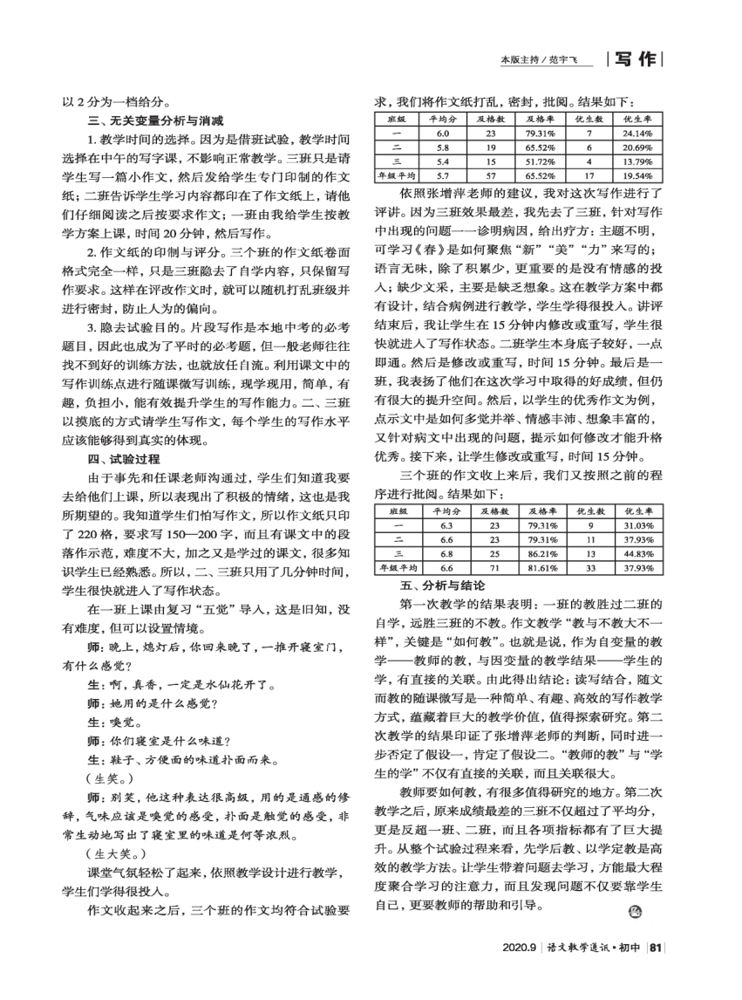 本版主持／范宇飞 |写 作|
以 2 分为一档给分。
三、无关变量分析与消减
1. 教学时间的选择。因为是借班试验，教学时间
选择在中午的写字课，不影响正常教学。三班只是请
学生写一篇小作文，然后发给学生专门印制的作文
纸；二班告诉学生学习内容都印在了作文纸上，请他
们仔细阅读之后按要求作文；一班由我给学生按教
学方案上课，时间 20 分钟，然后写作。
2. 作文纸的印制与评分。三个班的作文纸卷面
格式完全一样，只是三班隐去了自学内容，只保留写
作要求。这样在评改作文时，就可以随机打乱班级并
进行密封，防止人为的偏向。
3. 隐去试验目的。片段写作是本地中考的必考
题目，因此也成为了平时的必考题，但一般老师往往
找不到好的训练方法，也就放任自流。利用课文中的
写作训练点进行随课微写训练，现学现用，简单，有
趣，负担小，能有效提升学生的写作能力。二、三班
以摸底的方式请学生写作文，每个学生的写作水平
应该能够得到真实的体现。
四、试验过程
由于事先和任课老师沟通过，学生们知道我要
去给他们上课，所以表现出了积极的情绪，这也是我
所期望的。我知道学生们怕写作文，所以作文纸只印
了 220 格，要求写 150—200 字，而且有课文中的段
落作示范，难度不大，加之又是学过的课文，很多知
识学生已经熟悉。所以，二、三班只用了几分钟时间，
学生很快就进入了写作状态。
在一班上课由复习“五觉”导入，这是旧知，没
有难度，但可以设置情境。
师：晚上，熄灯后，你回来晚了，一推开寝室门，
有什么感觉？
生：啊，真香，一定是水仙花开了。
师：她用的是什么感觉？
生：嗅觉。
师：你们寝室是什么味道？
生：鞋子、方便面的味道扑面而来。
（生笑。）
师：别笑，他这种表达很高级，用的是通感的修
辞，气味应该是嗅觉的感受，扑面是触觉的感受，非
常生动地写出了寝室里的味道是何等浓烈。
（生大笑。）
课堂气氛轻松了起来，依照教学设计进行教学，
学生们学得很投入。
作文收起来之后，三个班的作文均符合试验要
求，我们将作文纸打乱，密封，批阅。结果如下：
班级 平均分 及格数 及格率 优生数 优生率
一 6.0 23 79.31% 7 24.14%
二 5.8 19 65.52% 6 20.69%
三 5.4 15 51.72% 4 13.79%
年级平均 5.7 57 65.52% 17 19.54%
依照张增萍老师的建议，我对这次写作进行了
评讲。因为三班效果最差，我先去了三班，针对写作
中出现的问题一一诊明病因，给出疗方：主题不明，
可学习《春》是如何聚焦“新”“美”“力”来写的；
语言无味，除了积累少，更重要的是没有情感的投
入；缺少文采，主要是缺乏想象。这在教学方案中都
有设计，结合病例进行教学，学生学得很投入。讲评
结束后，我让学生在 15 分钟内修改或重写，学生很
快就进入了写作状态。二班学生本身底子较好，一点
即通。然后是修改或重写，时间 15 分钟。最后是一
班，我表扬了他们在这次学习中取得的好成绩，但仍
有很大的提升空间。然后，以学生的优秀作文为例，
点示文中是如何多觉并举、情感丰沛、想象丰富的，
又针对病文中出现的问题，提示如何修改才能升格
优秀。接下来，让学生修改或重写，时间 15 分钟。
三个班的作文收上来后，我们又按照之前的程
序进行批阅。结果如下：
班级 平均分 及格数 及格率 优生数 优生率
一 6.3 23 79.31% 9 31.03%
二 6.6 23 79.31% 11 37.93%
三 6.8 25 86.21% 13 44.83%
年级平均 6.6 71 81.61% 33 37.93%
五、分析与结论
第一次教学的结果表明：一班的教胜过二班的
自学，远胜三班的不教。作文教学“教与不教大不一
样”，关键是“如何教”。也就是说，作为自变量的教
学——教师的教，与因变量的教学结果——学生的
学，有直接的关联。由此得出结论：读写结合，随文
而教的随课微写是一种简单、有趣、高效的写作教学
方式，蕴藏着巨大的教学价值，值得探索研究。第二
次教学的结果印证了张增萍老师的判断，同时进一
步否定了假设一，肯定了假设二。“教师的教”与“学
生的学”不仅有直接的关联，而且关联很大。
教师要如何教，有很多值得研究的地方。第二次
教学之后，原来成绩最差的三班不仅超过了平均分，
更是反超一班、二班，而且各项指标都有了巨大提
升。从整个试验过程来看，先学后教、以学定教是高
效的教学方法。让学生带着问题去学习，方能最大程
度聚合学习的注意力，而且发现问题不仅要靠学生
自己，更要教师的帮助和引导。
2020.9 | 语文教学通讯·初中 |81|